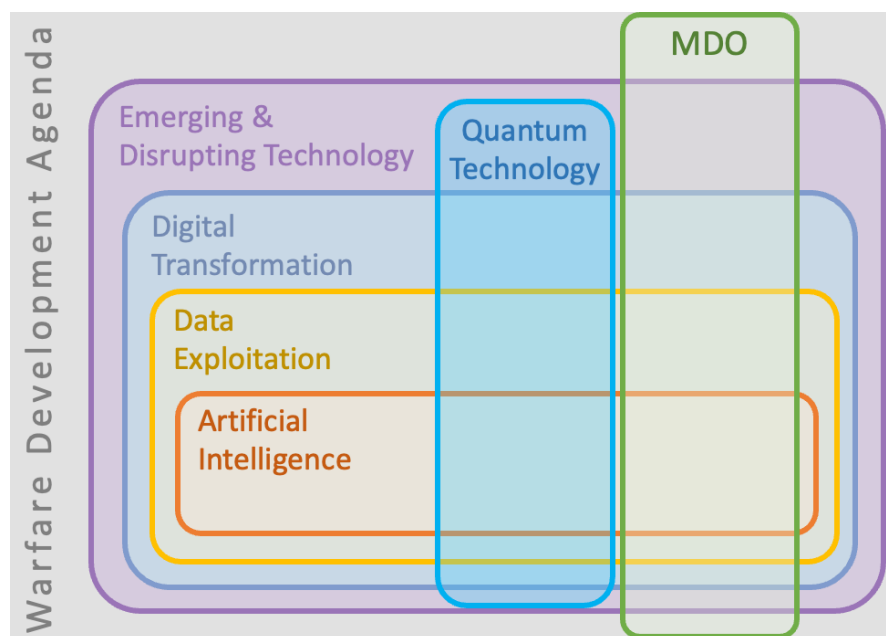 Warfare Development Agenda
MDO
Emerging &
Disrupting Technology
Quantum
Technology
Digital
Transformation
Data
Exploitation
Artificial
Intelligence